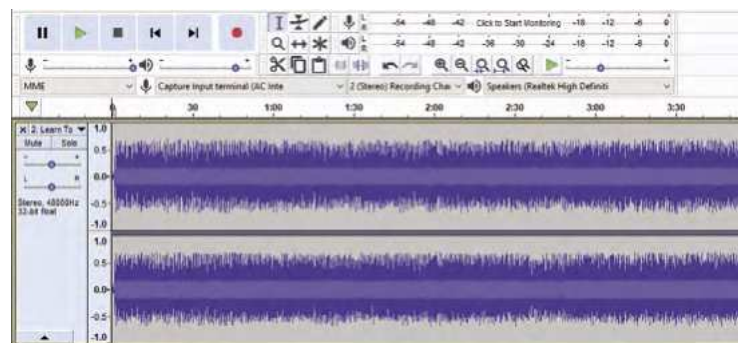 L
R
-54 -48 -42 Click to Start Monitoring -18 -12 -6 0
L
R
-54 -48 -42 -36 -30 -24 -18 -12 -6 0
MME
Capture input terminal (AC Inte
2 (Stereo) Recording Chai
Speakers (Realtek High Definiti
30 1:00 1:30 2:00 2:30 3:00 3:30
X 2. Learn To
Mute Solo
- +
L R
Stereo, 48000Hz
32-bit float
1.0
0.5
0.0
-0.5
-1.0
1.0
0.5
0.0
-0.5
-1.0